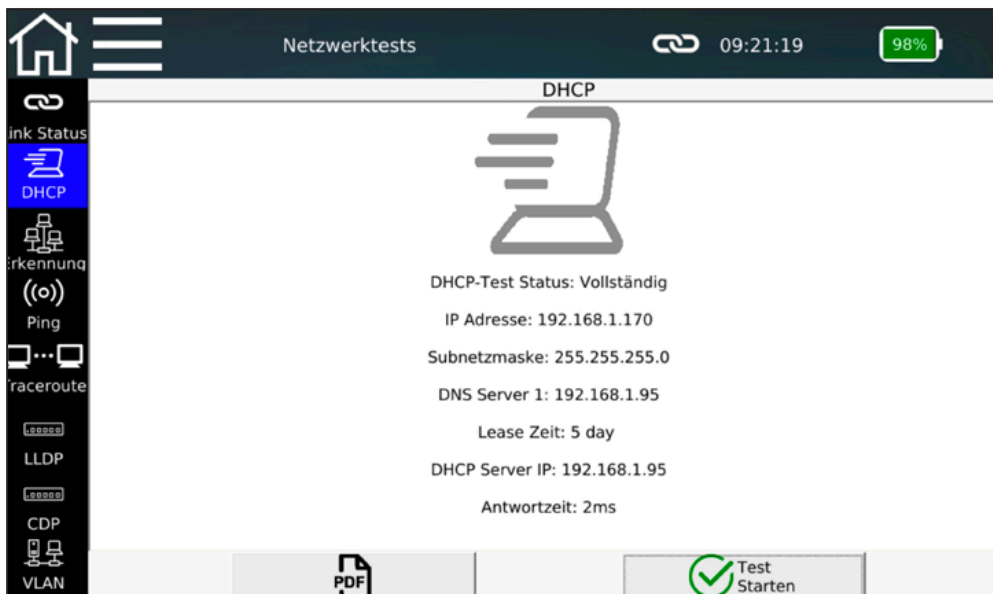 Netzwerktests 09:21:19 98%
DHCP
ink Status
DHCP
rkennung
Ping
raceroute
LLDP
CDP
VLAN
DHCP-Test Status: Vollständig
IP Adresse: 192.168.1.170
Subnetzmaske: 255.255.255.0
DNS Server 1: 192.168.1.95
Lease Zeit: 5 day
DHCP Server IP: 192.168.1.95
Antwortzeit: 2ms
PDF
Test
Starten